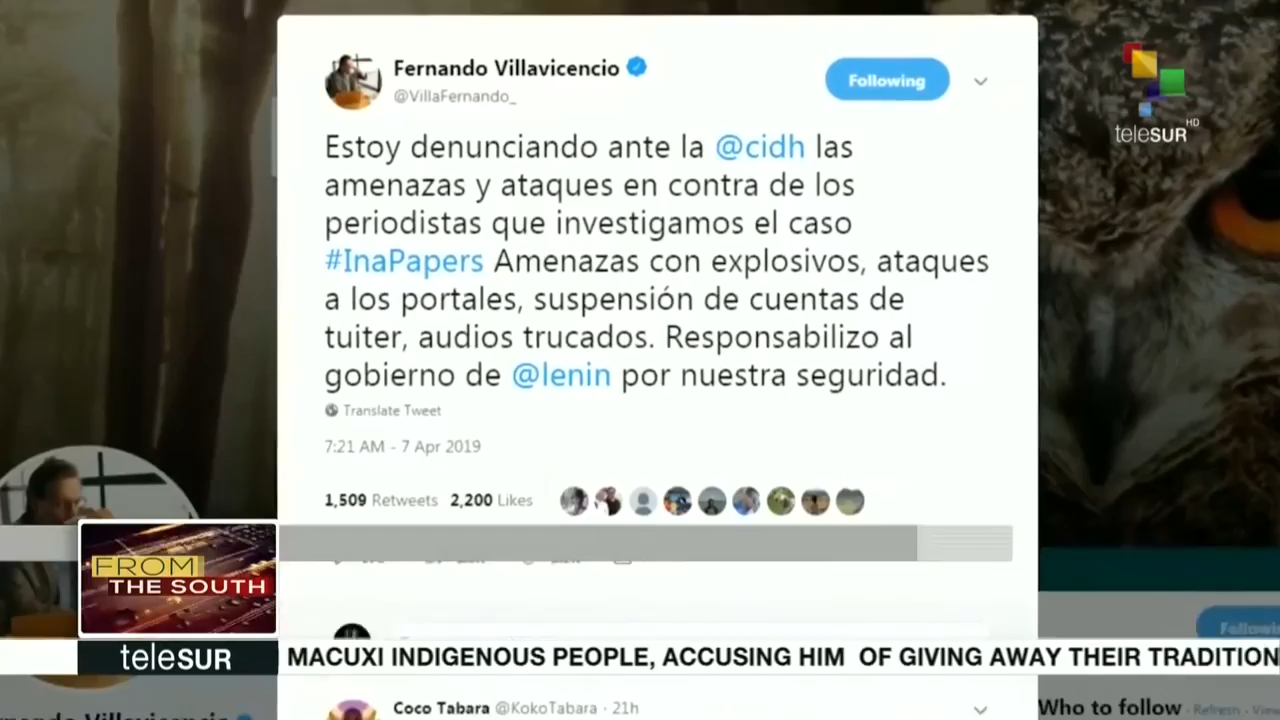 Fernando Villavicencio
@VillaFernando_
Following
teleSUR HD
Estoy denunciando ante la @cidh las
amenazas y ataques en contra de los
periodistas que investigamos el caso
#InaPapers Amenazas con explosivos, ataques
a los portales, suspensión de cuentas de
tuiter, audios trucados. Responsabilizo al
gobierno de @lenin por nuestra seguridad.
Translate Tweet
7:21 AM - 7 Apr 2019
1,509 Retweets 2,200 Likes
FROM
THE SOUTH
Following
teleSUR
MACUXI INDIGENOUS PEOPLE, ACCUSING HIM OF GIVING AWAY THEIR TRADITION
Coco Tabara @KokoTabara · 21h
Who to follow · Refresh · View